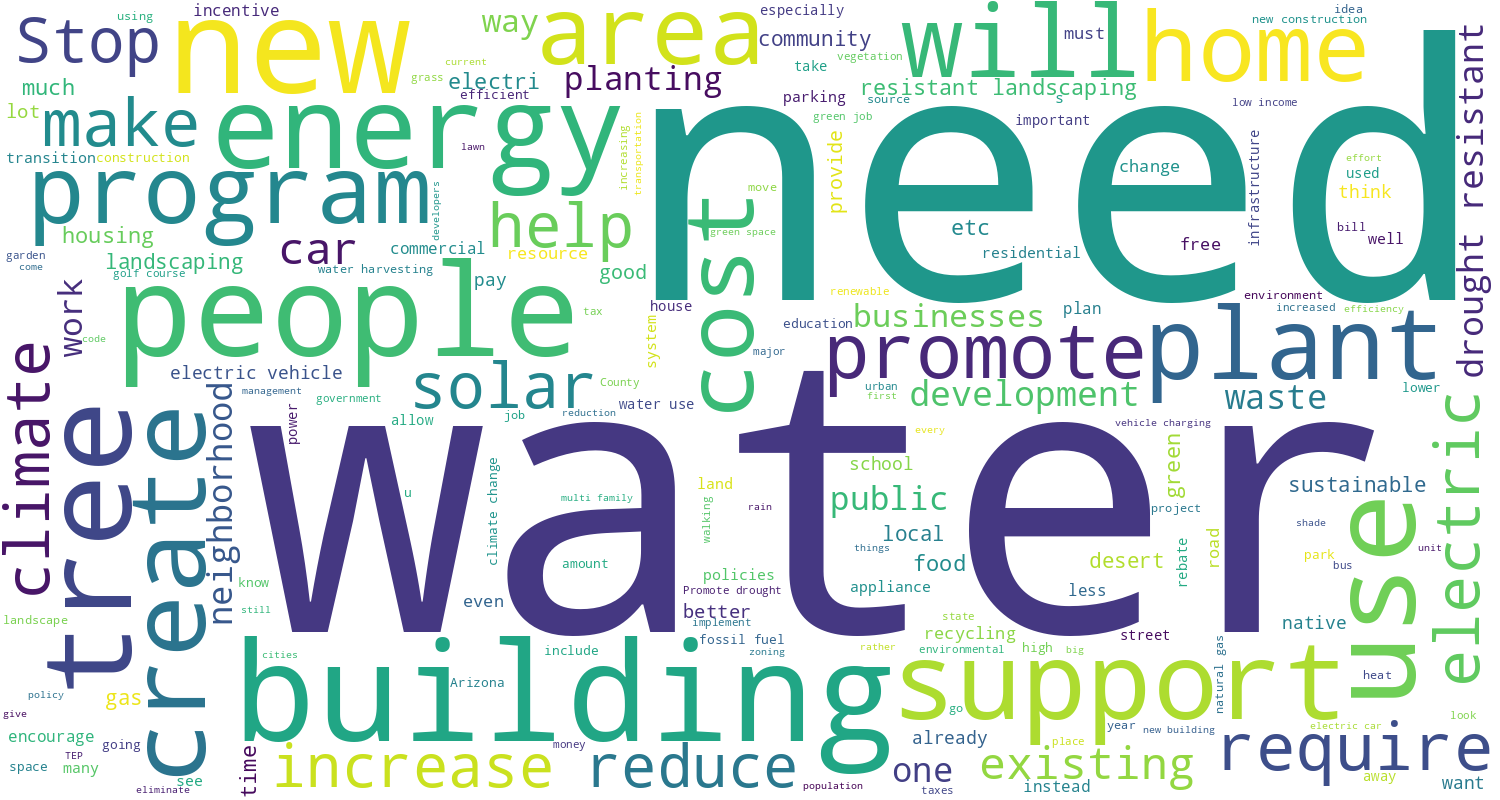 using
incentive
Stop
new
way
area
especially
community
will
must
home
idea
new construction
much
lot
make
current
grass
electri
efficient
planting
take
vegetation
resistant landscaping
parking
source
s
green job
important
low income
transition
construction
energy
lawn
increasing
transportation
need
change
effort
used
think
bill
well
drought resistant
program
developers
help
cost
move
green space
provide
etc
residential
free
infrastructure
housing
car
commercial
resource
garden
come
landscaping
golf course
water harvesting
pay
good
house
renewable
environment
increased
efficiency
work
code
people
tax
system
education
major
businesses
plan
promote
plant
climate
electric vehicle
management
government
solar
County
water use
job
reduction
allow
urban
first
development
waste
lower
tree
create
neighborhood
power
water
every
vehicle charging
electric
use
climate change
u
multi family
land
walking
rain
school
public
local
things
food
green
project
desert
rebate
road
sustainable
shade
park
bus
unit
amount
know
still
even
policies
Promote drought
better
appliance
less
native
landscape
implement
fossil fuel
zoning
state
recycling
environmental
street
building
cities
include
Arizona
rather
high
big
support
natural gas
heat
policy
give
gas
go
year
new building
electric car
look
encourage
going
TEP
space
many
see
eliminate
time
increase
money
reduce
population
already
one
taxes
place
existing
instead
require
away
want